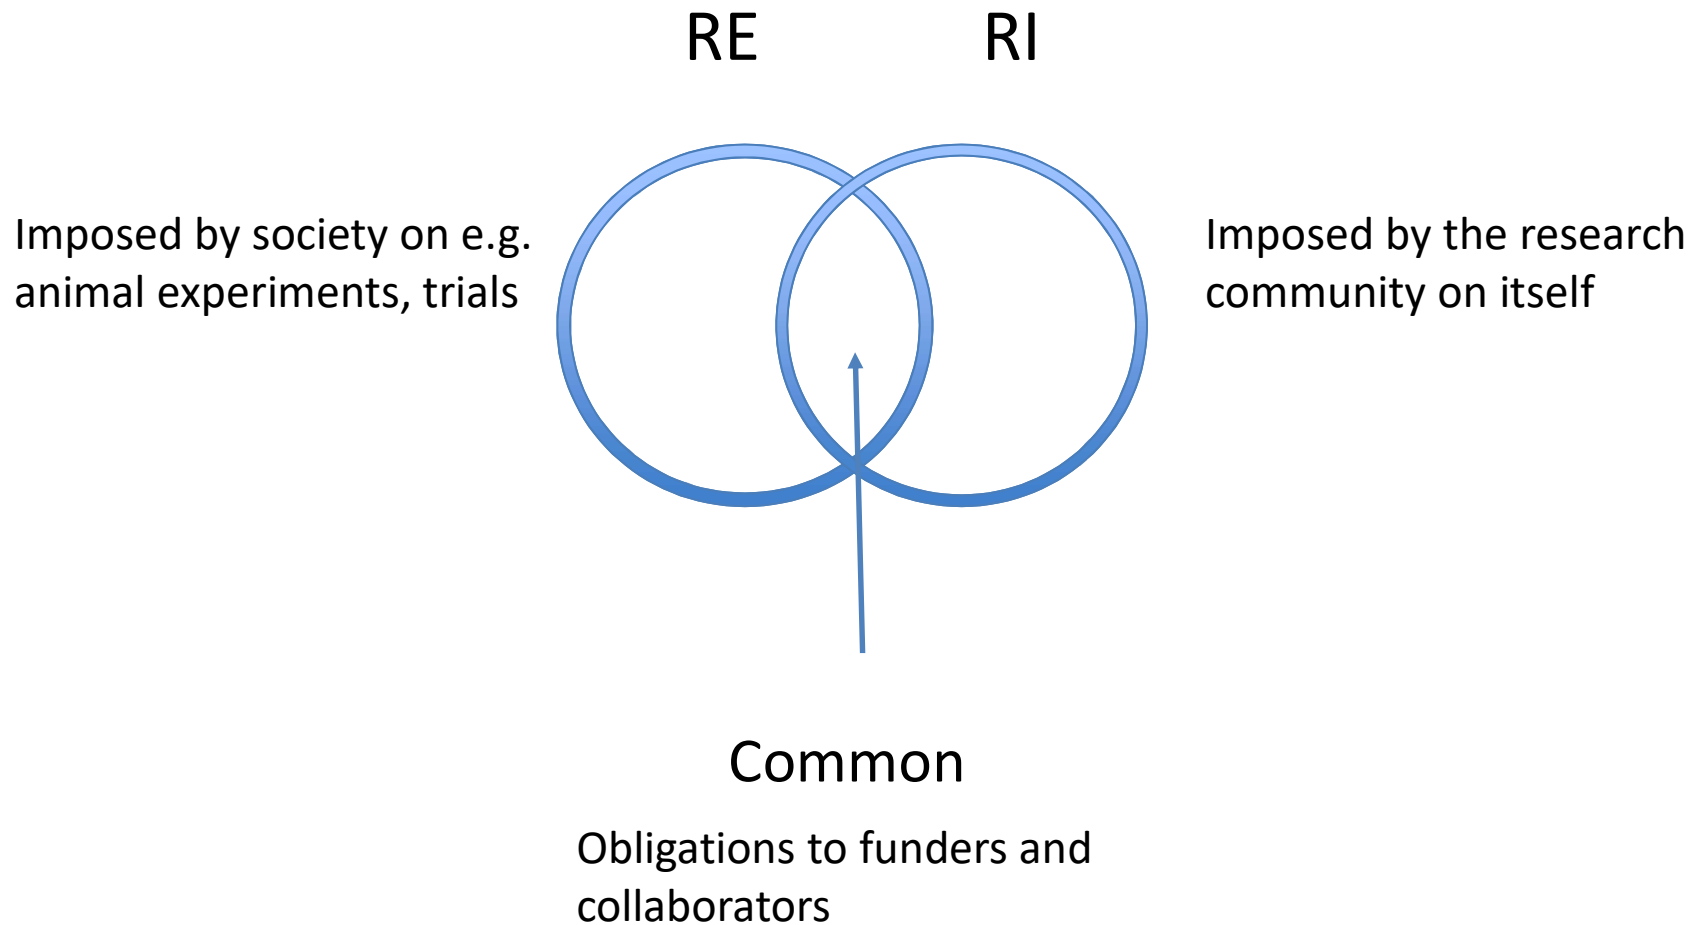 RE
RI
Imposed by society on e.g.
animal experiments, trials
Imposed by the research
community on itself
Common
Obligations to funders and
collaborators